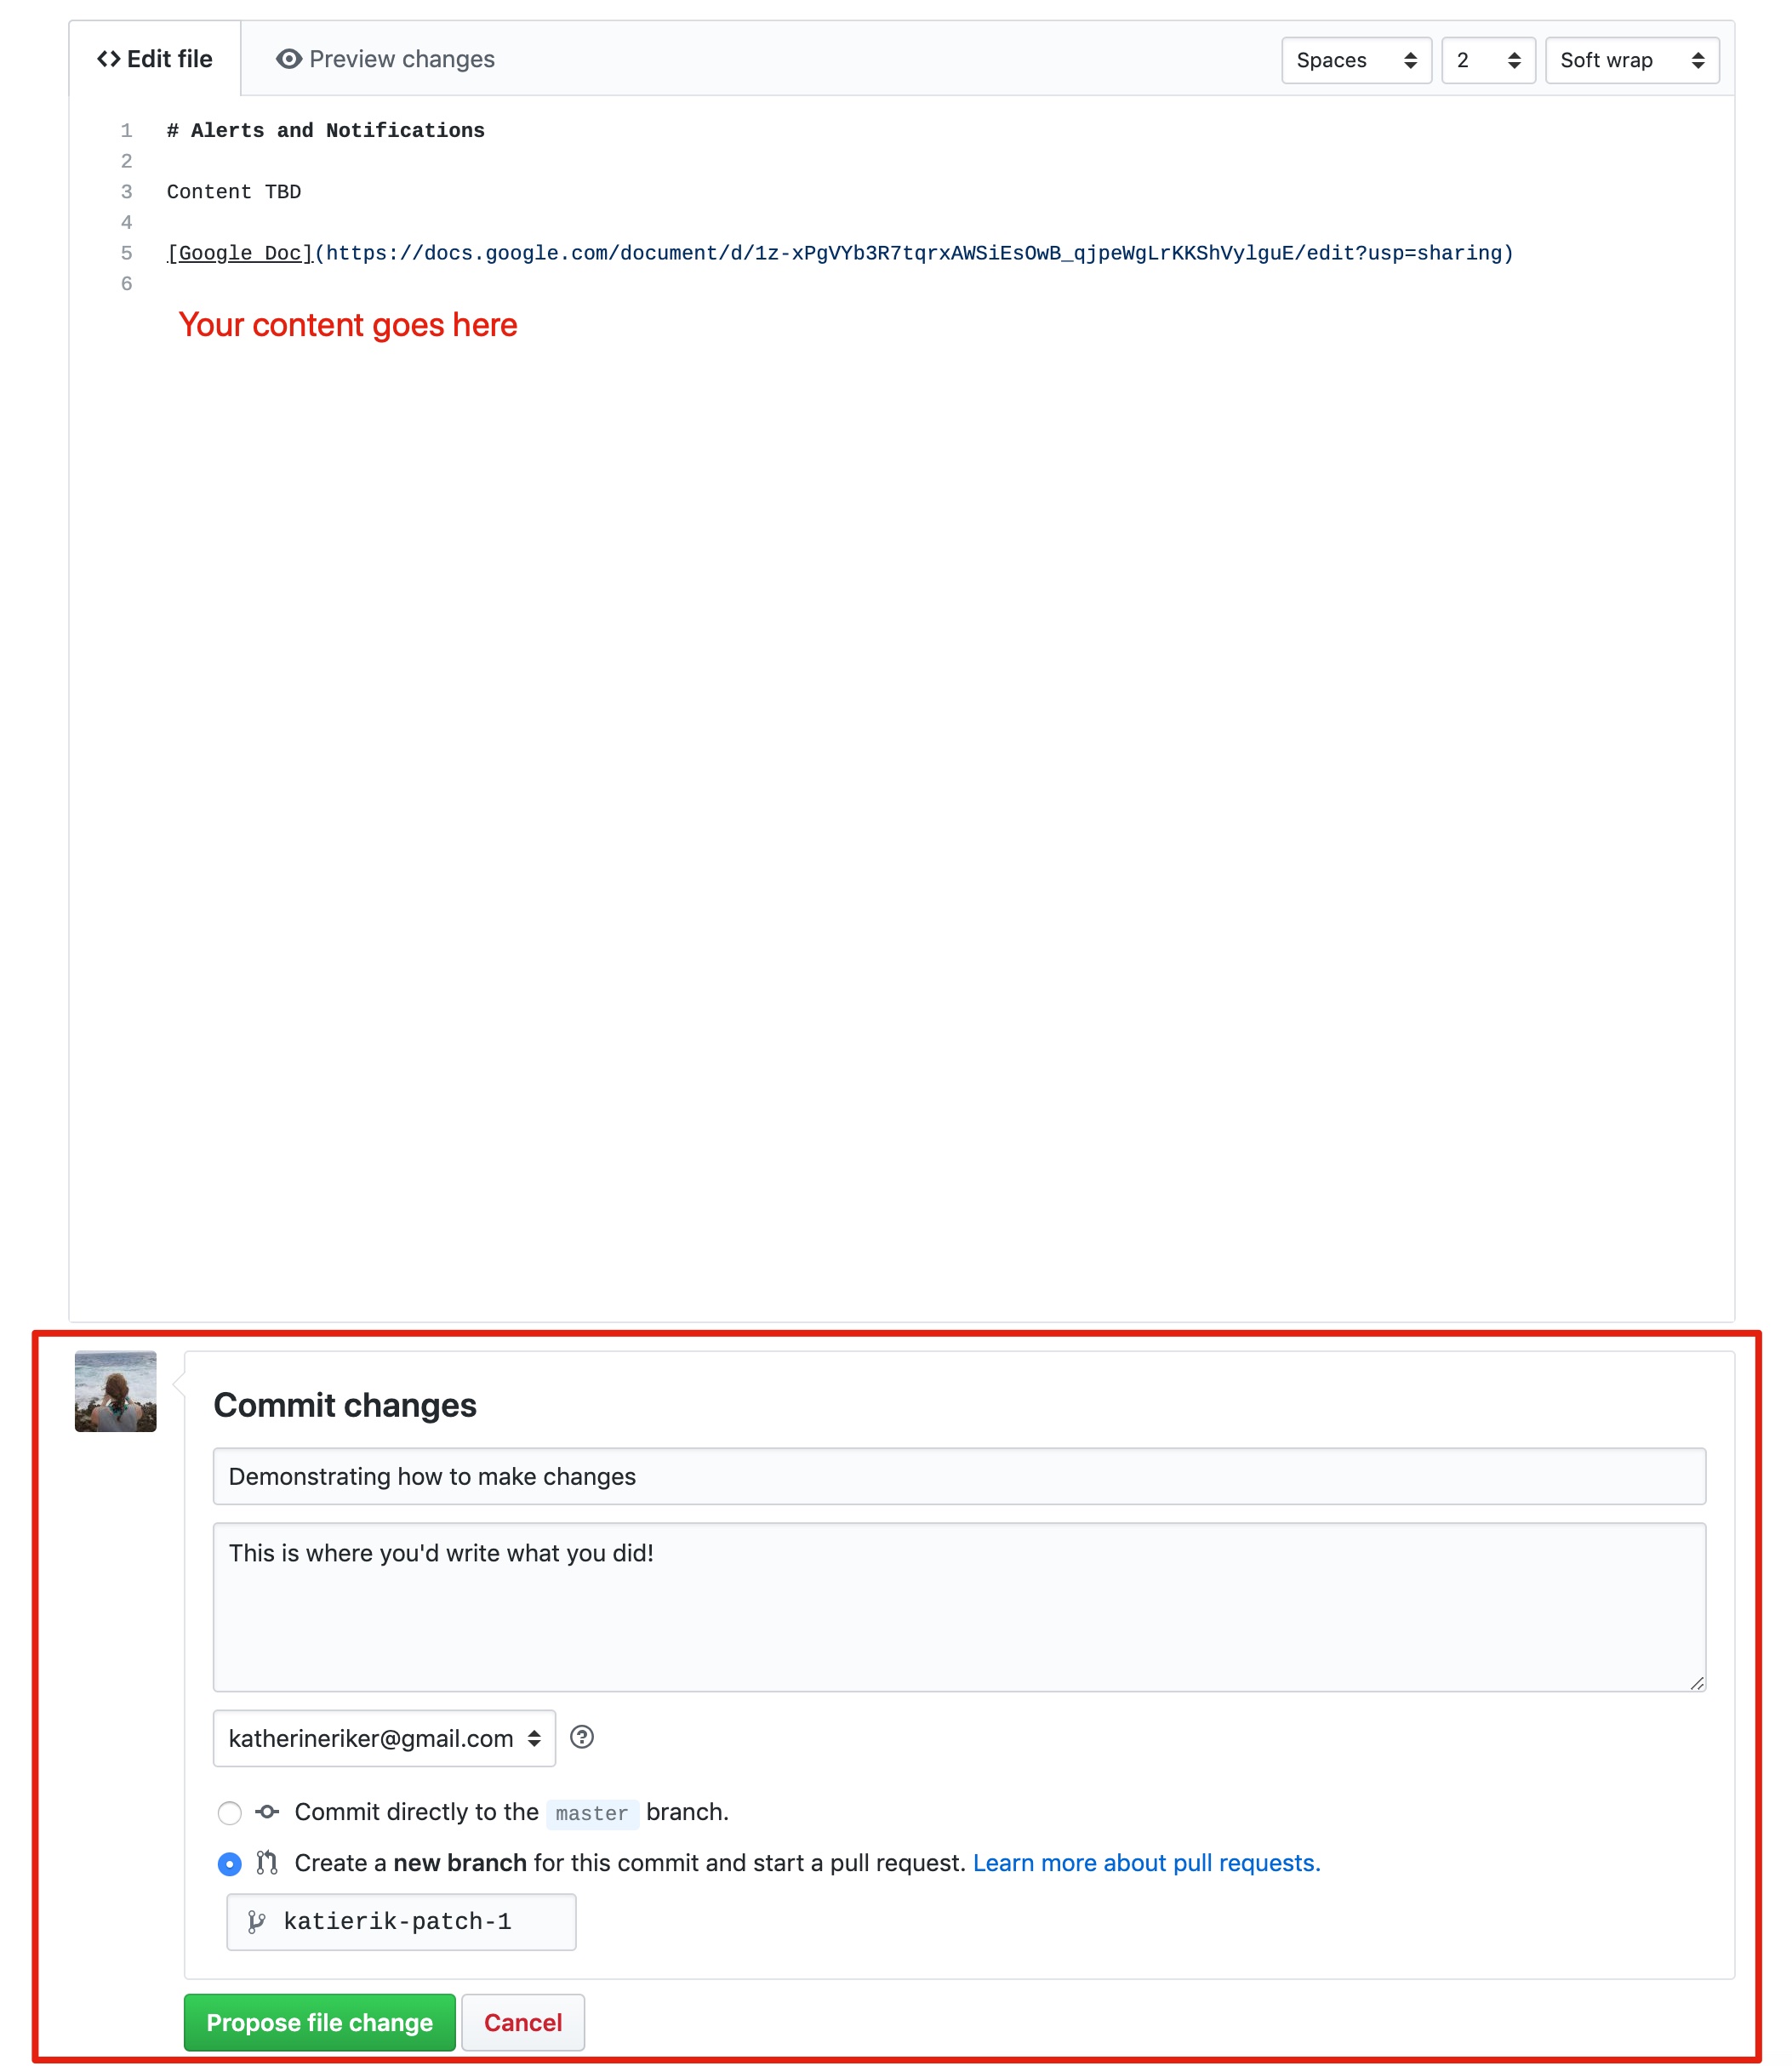 <> Edit file
Preview changes
Spaces
2
Soft wrap
1 # Alerts and Notifications
2
3 Content TBD
4
5 [Google Doc](https://docs.google.com/document/d/1z-xPgVYb3R7tqrxAWSiEsOwB_qjpeWgLrKKShVylguE/edit?usp=sharing)
6
Your content goes here
Commit changes
Demonstrating how to make changes
This is where you'd write what you did!
katherineriker@gmail.com
Commit directly to the master branch.
Create a new branch for this commit and start a pull request. Learn more about pull requests.
katierik-patch-1
Propose file change
Cancel